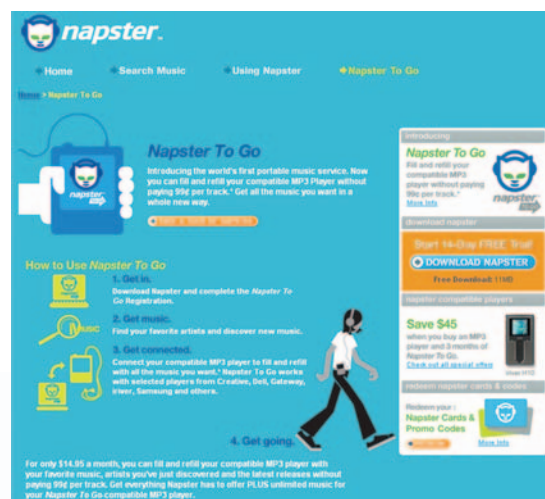 napster
Home
Search Music
Using Napster
Napster To Go
Home > Napster To Go
Napster To Go
Introducing the world's first portable music service. Now
you can fill and refill your compatible MP3 Player without
paying 99¢ per track.* Get all the music you want in a
whole new way.
napster
How to Use Napster To Go
1. Get in.
Download Napster and complete the Napster To
Go Registration.
2. Get music.
Find your favorite artists and discover new music.
MUSIC
3. Get connected.
Connect your compatible MP3 player to fill and refill
with all the music you want.* Napster To Go works
with selected players from Creative, Dell, Gateway,
iriver, Samsung and others.
4. Get going.
For only $14.95 a month, you can fill and refill your compatible MP3 player with
your favorite music, artists you've just discovered and the latest releases without
paying 99¢ per track. Get everything Napster has to offer PLUS unlimited music for
your Napster To Go compatible MP3 player.
introducing
Napster To Go
Fill and refill your
compatible MP3
player without paying
99¢ per track.*
More Info
napster
download napster
Start 14-Day FREE Trial
DOWNLOAD NAPSTER
Free Download: 11MB
napster compatible players
Save $45
when you buy an MP3
player and 3 months of
Napster To Go.
Check out all special offers
redeem napster cards & codes
Redeem your :
Napster Cards &
Promo Codes
More Info